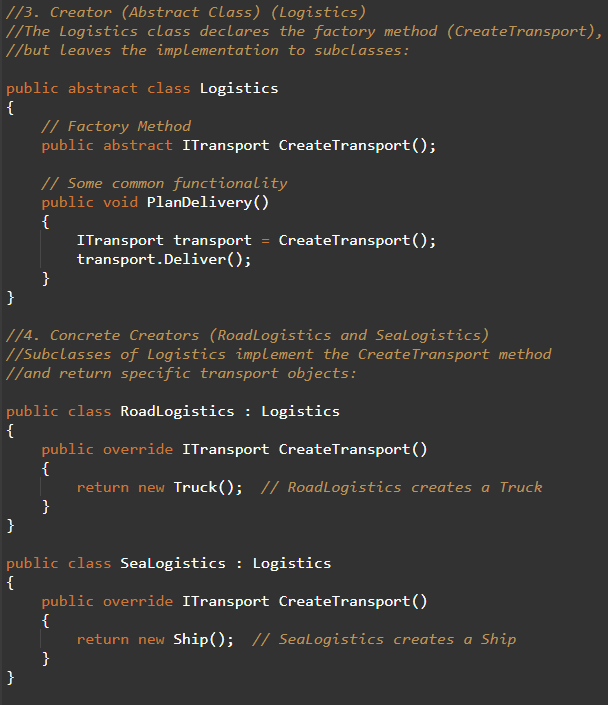 //3. Creator (Abstract Class) (Logistics)
//The Logistics class declares the factory method (CreateTransport),
//but leaves the implementation to subclasses:

public abstract class Logistics
{
    // Factory Method
    public abstract ITransport CreateTransport();

    // Some common functionality
    public void PlanDelivery()
    {
        ITransport transport = CreateTransport();
        transport.Deliver();
    }
}

//4. Concrete Creators (RoadLogistics and SeaLogistics)
//Subclasses of Logistics implement the CreateTransport method
//and return specific transport objects:

public class RoadLogistics : Logistics
{
    public override ITransport CreateTransport()
    {
        return new Truck();  // RoadLogistics creates a Truck
    }
}

public class SeaLogistics : Logistics
{
    public override ITransport CreateTransport()
    {
        return new Ship();  // SeaLogistics creates a Ship
    }
}